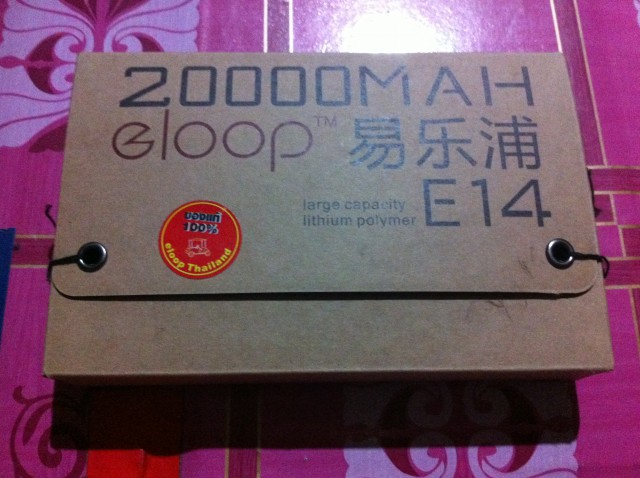 20000MAH
eloop™ 易乐浦
large capacity
lithium polymer
E14
ของแท้
100%
eloop Thailand